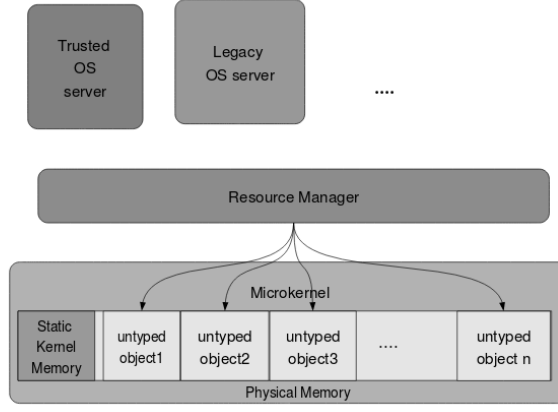 Trusted
OS
server
Legacy
OS server
....
Resource Manager
Microkernel
Static
Kernel
Memory
untyped
object1
untyped
object2
untyped
object3
....
untyped
object n
Physical Memory